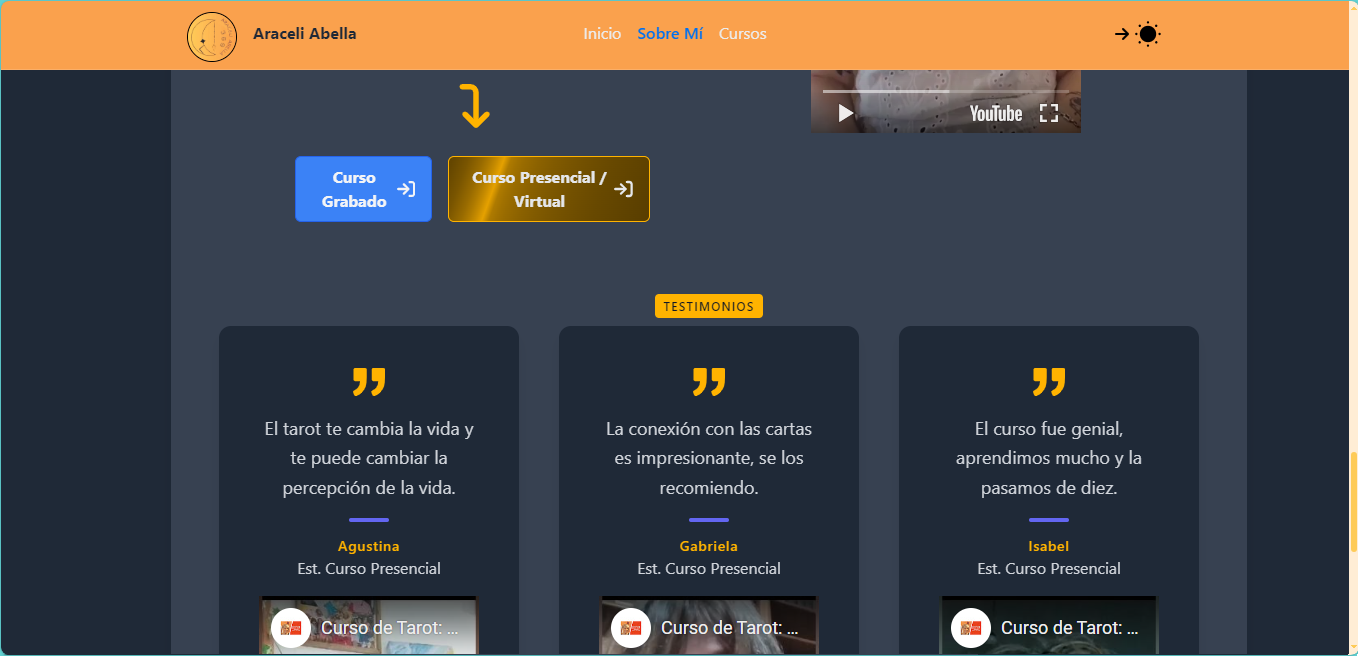 Araceli Abella
Inicio Sobre Mí Cursos
YouTube
Curso
Grabado
Curso Presencial /
Virtual
TESTIMONIOS
El tarot te cambia la vida y
te puede cambiar la
percepción de la vida.
Agustina
Est. Curso Presencial
Curso de Tarot: ...
La conexión con las cartas
es impresionante, se los
recomiendo.
Gabriela
Est. Curso Presencial
Curso de Tarot: ...
El curso fue genial,
aprendimos mucho y la
pasamos de diez.
Isabel
Est. Curso Presencial
Curso de Tarot: ...